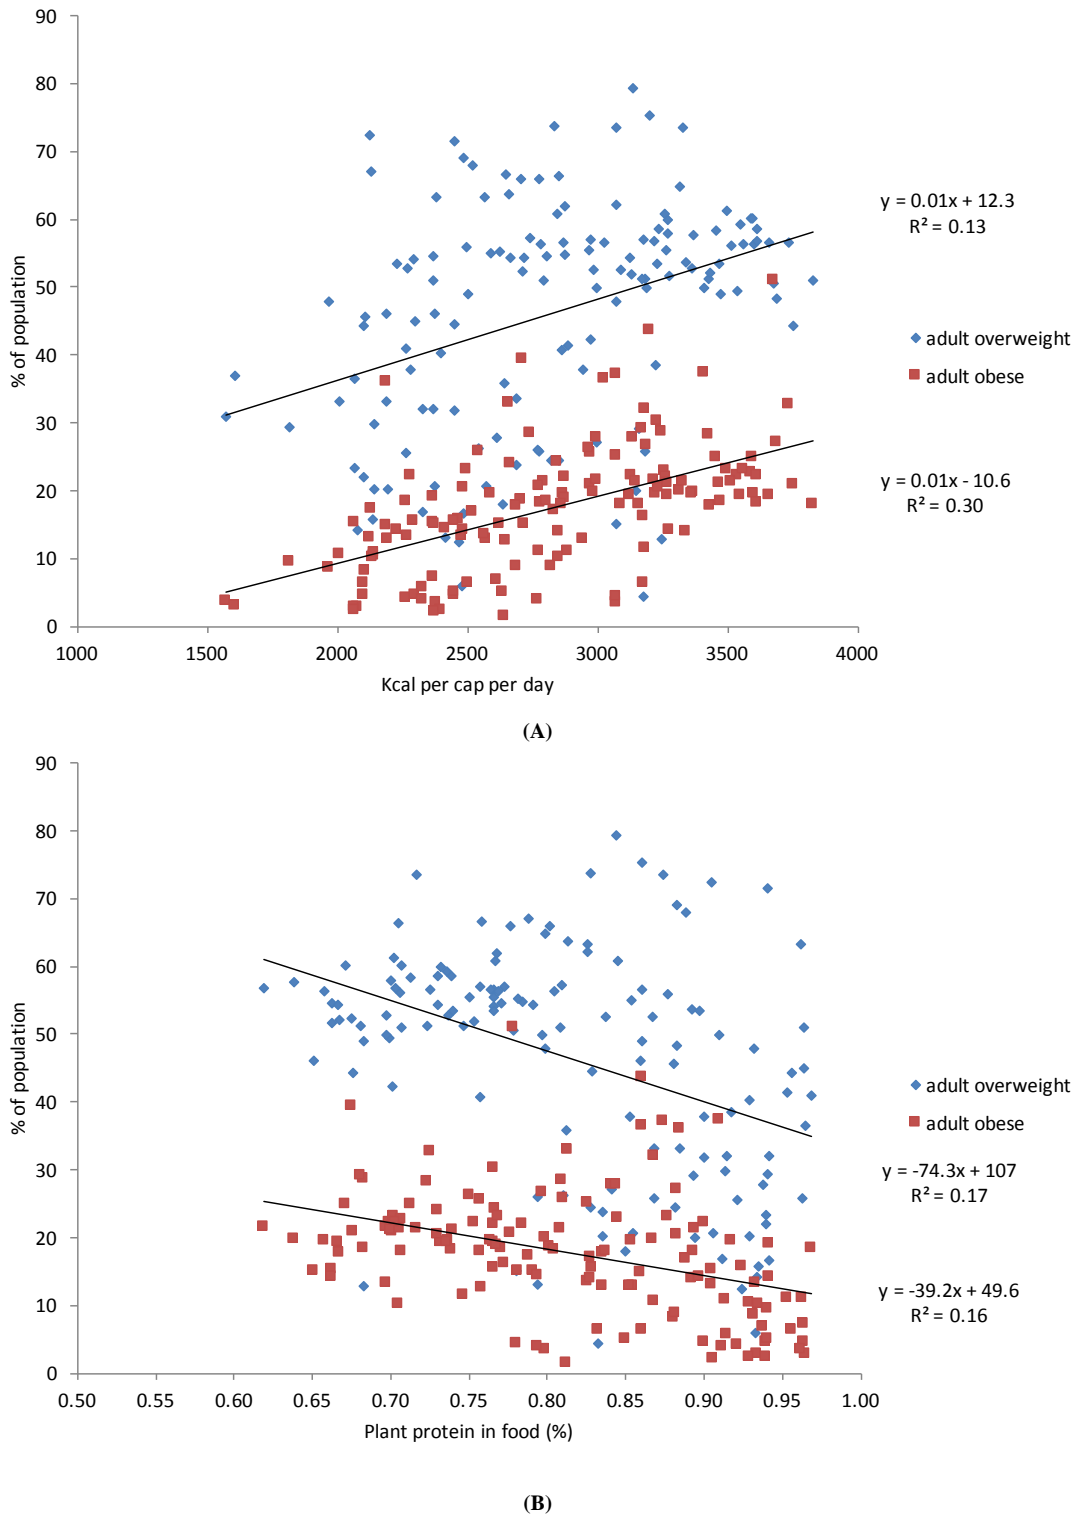 90
80
70
60
50
40
30
20
10
0
% of population
1000 1500 2000 2500 3000 3500 4000
Kcal per cap per day
y = 0.01x + 12.3
R² = 0.13
adult overweight
adult obese
y = 0.01x - 10.6
R² = 0.30
(A)
90
80
70
60
50
40
30
20
10
0
% of population
0.50 0.55 0.60 0.65 0.70 0.75 0.80 0.85 0.90 0.95 1.00
Plant protein in food (%)
adult overweight
adult obese
y = -74.3x + 107
R² = 0.17
y = -39.2x + 49.6
R² = 0.16
(B)